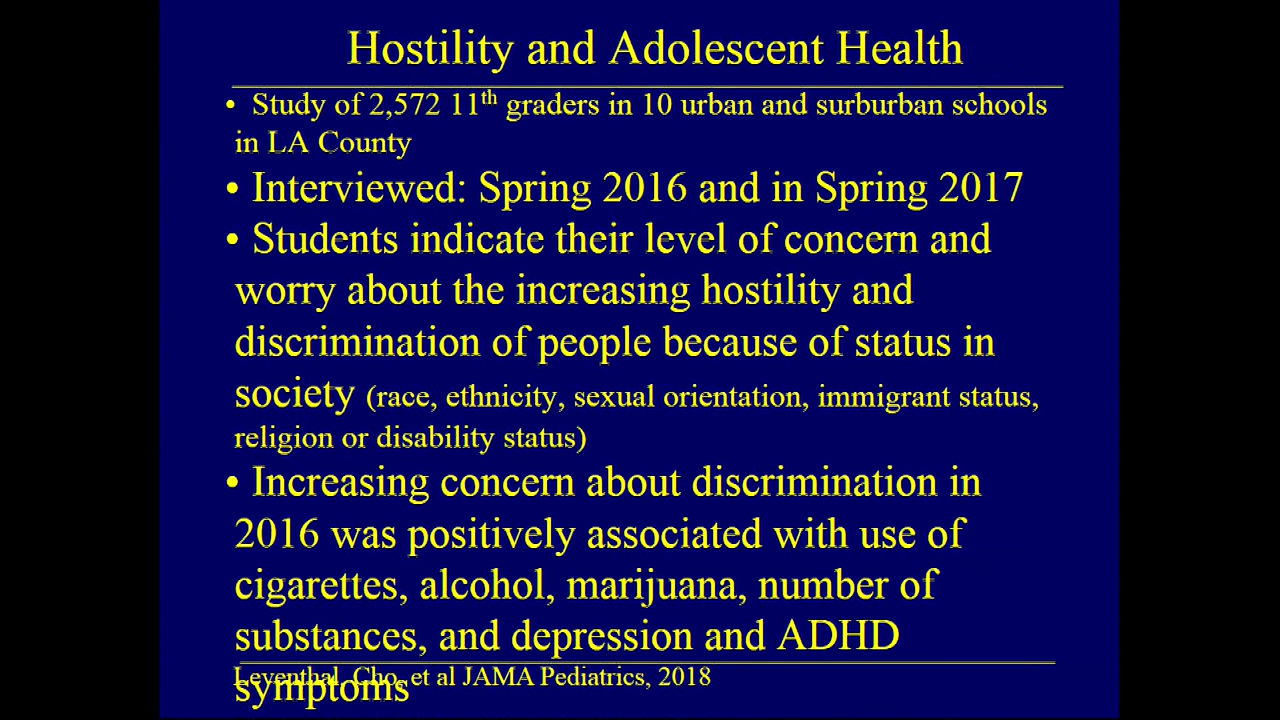 Hostility and Adolescent Health
• Study of 2,572 11th graders in 10 urban and surburban schools
in LA County
• Interviewed: Spring 2016 and in Spring 2017
• Students indicate their level of concern and
worry about the increasing hostility and
discrimination of people because of status in
society (race, ethnicity, sexual orientation, immigrant status,
religion or disability status)
• Increasing concern about discrimination in
2016 was positively associated with use of
cigarettes, alcohol, marijuana, number of
substances, and depression and ADHD
symptoms
Leventhal, Cho, et al JAMA Pediatrics, 2018